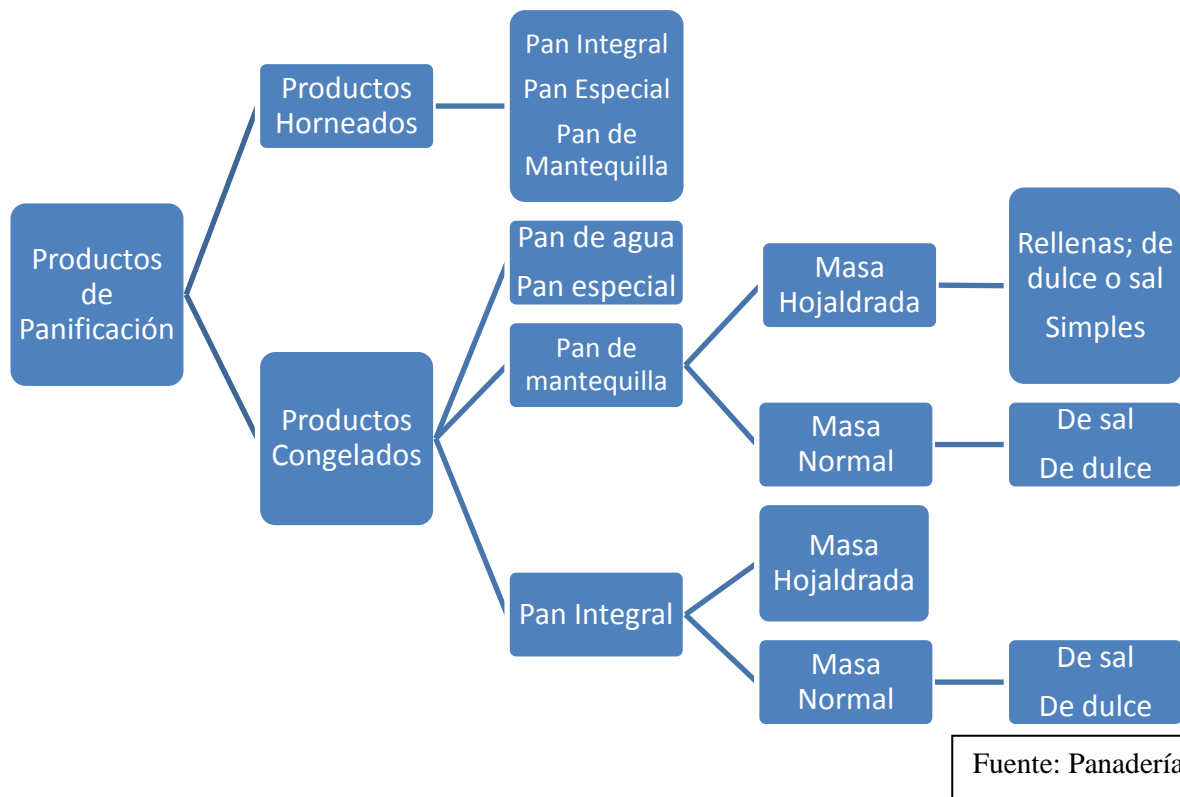 Productos
de
Panificación
Productos
Horneados
Pan Integral
Pan Especial
Pan de
Mantequilla
Productos
Congelados
Pan de agua
Pan especial
Pan de
mantequilla
Masa
Hojaldrada
Rellenas; de
dulce o sal
Simples
Masa
Normal
De sal
De dulce
Pan Integral
Masa
Hojaldrada
Masa
Normal
De sal
De dulce
Fuente: Panadería